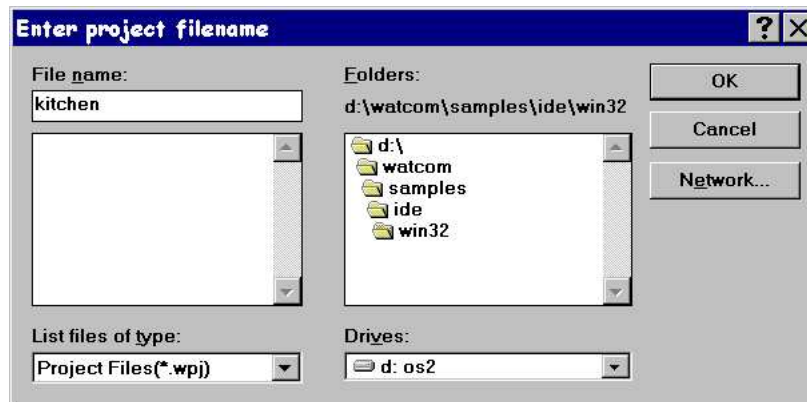 Enter project filename
File name:
kitchen
Folders:
d:\watcom\samples\ide\win32
d:\
watcom
samples
ide
win32
OK
Cancel
Network...
List files of type:
Project Files(*.wpj)
Drives:
d: os2